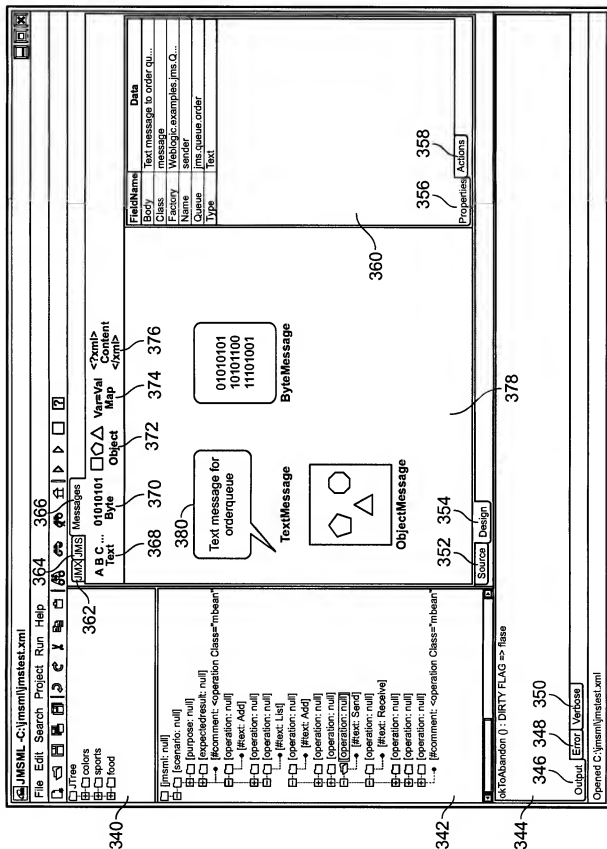 JMSML -C:\jmsml\jmstest.xml
File Edit Search Project Run Help
JTree
colors
sports
food
340
[jmsml: null]
[scenario: null]
[purpose: null]
[expectedresult: null]
[#comment: <operation Class="mbean"
[operation: null]
[#text: Add]
[operation: null]
[operation: null]
[#text: List]
[operation: null]
[#text: Add]
[operation: null]
[operation: null]
[operation: null]
[#text: Send]
[operation: null]
[#text: Receive]
[operation: null]
[operation: null]
[operation: null]
[#comment: <operation Class="mbean"
342
362
364
366
JMX JMS Messages
A B C ... 01010101 Var=Val <?xml>
Text Byte Object Map Content
</xml>
368 370 372 374 376
380
Text message for
orderqueue
TextMessage
01010101
10101100
11101001
ByteMessage
ObjectMessage
378
352 354
Source Design
FieldName Data
Body Text message to order qu...
Class message
Factory Weblogic.examples.jms.Q...
Name sender
Queue jms.queue.order
Type Text
360
356 358
Properties Actions
okToAbandon () : DIRTY FLAG => flase
344
346 348 350
Output Error Verbose
Opened C:\jmsml\jmstest.xml